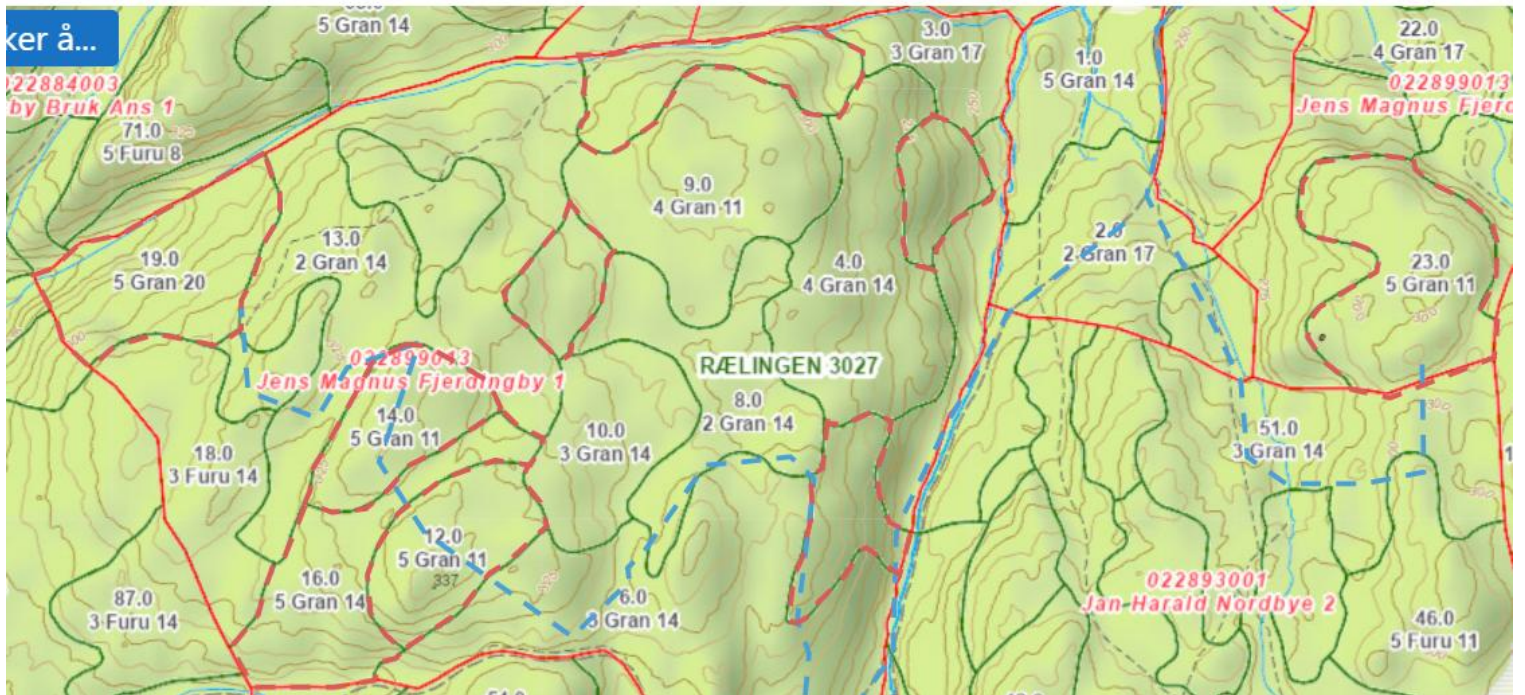 ker å...
5 Gran 14
3.0
3 Gran 17
1.0
5 Gran 14
22.0
4 Gran 17
250
022884003
by Bruk Ans 1
71.0
5 Furu 8
022899013
9.0
4 Gran 11
250
19.0
5 Gran 20
13.0
2 Gran 14
4.0
4 Gran 14
2.0
2 Gran 17
23.0
5 Gran 11
300
300
300
022899013
Jens Magnus Fjerdingby 1
RÆLINGEN 3027
14.0
5 Gran 11
8.0
2 Gran 14
300
18.0
3 Furu 14
10.0
3 Gran 14
51.0
3 Gran 14
12.0
5 Gran 11
337
16.0
5 Gran 14
87.0
3 Furu 14
6.0
3 Gran 14
022893001
Jan Harald Nordbye 2
46.0
5 Furu 11